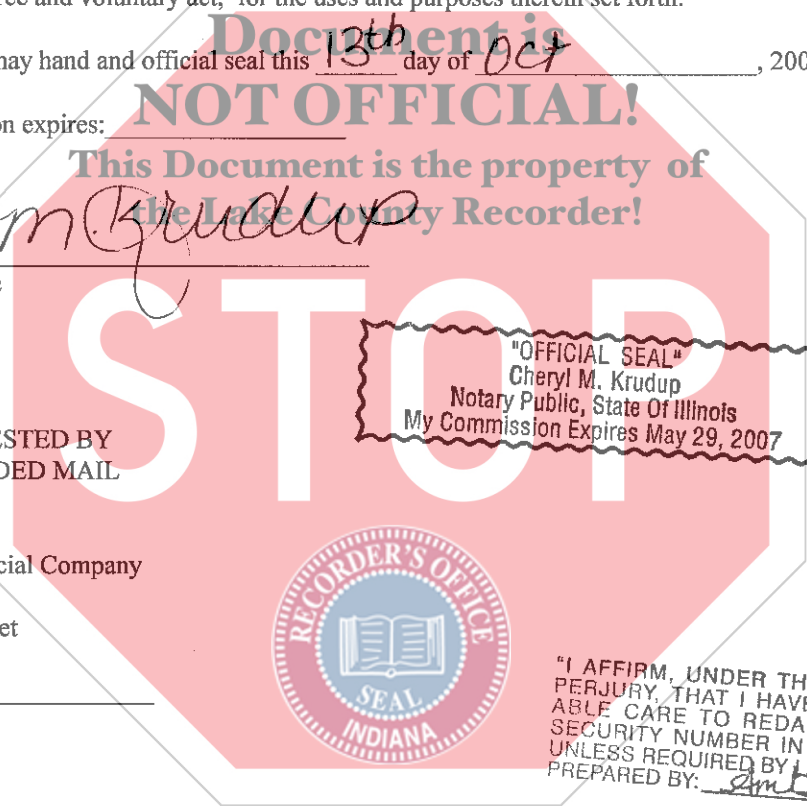 ree and voluntary act, for the uses and purposes therein set forth.
Document is
may hand and official seal this 13th day of Oct , 200
NOT OFFICIAL!
on expires:
This Document is the property of
the Lake County Recorder!
m Krudup
STOP
"OFFICIAL SEAL"
Cheryl M. Krudup
Notary Public, State Of Illinois
My Commission Expires May 29, 2007
ESTED BY
DED MAIL
cial Company
et
RECORDER'S OFFICE
SEAL
INDIANA
"I AFFIRM, UNDER TH
PERJURY, THAT I HAVE
ABLE CARE TO REDA
SECURITY NUMBER IN
UNLESS REQUIRED BY L
PREPARED BY: